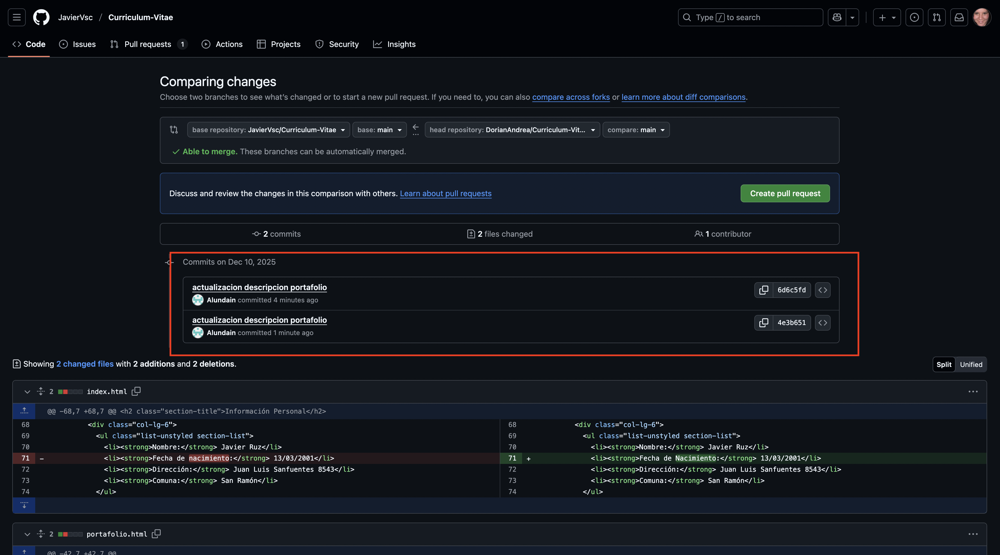 JavierVsc / Curriculum-Vitae
Type / to search
Code Issues Pull requests 1 Actions Projects Security Insights
Comparing changes
Choose two branches to see what's changed or to start a new pull request. If you need to, you can also compare across forks or learn more about diff comparisons.
base repository: JavierVsc/Curriculum-Vitae base: main ← ... head repository: DorianAndrea/Curriculum-Vit... compare: main
Able to merge. These branches can be automatically merged.
Discuss and review the changes in this comparison with others. Learn about pull requests
Create pull request
2 commits 2 files changed 1 contributor
Commits on Dec 10, 2025
actualizacion descripcion portafolio
6d6c5fd
Alundain committed 4 minutes ago
actualizacion descripcion portafolio
4e3b651
Alundain committed 1 minute ago
Showing 2 changed files with 2 additions and 2 deletions.
Split Unified
2 index.html
@@ -68,7 +68,7 @@ <h2 class="section-title">Información Personal</h2>
68 <div class="col-lg-6"> 68 <div class="col-lg-6">
69 <ul class="list-unstyled section-list"> 69 <ul class="list-unstyled section-list">
70 <li><strong>Nombre:</strong> Javier Ruz</li> 70 <li><strong>Nombre:</strong> Javier Ruz</li>
71 - <li><strong>Fecha de nacimiento:</strong> 13/03/2001</li> 71 + <li><strong>Fecha de Nacimiento:</strong> 13/03/2001</li>
72 <li><strong>Dirección:</strong> Juan Luis Sanfuentes 8543</li> 72 <li><strong>Dirección:</strong> Juan Luis Sanfuentes 8543</li>
73 <li><strong>Comuna:</strong> San Ramón</li> 73 <li><strong>Comuna:</strong> San Ramón</li>
74 </ul> 74 </ul>
2 portafolio.html
@@ -42,7 +42,7 @@